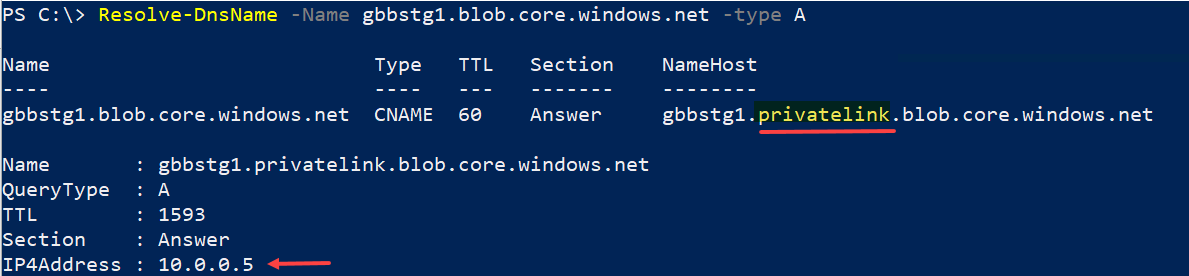 PS C:\> Resolve-DnsName -Name gbbstg1.blob.core.windows.net -type A
Name Type TTL Section NameHost
---- ---- --- ------- --------
gbbstg1.blob.core.windows.net CNAME 60 Answer gbbstg1.privatelink.blob.core.windows.net
Name : gbbstg1.privatelink.blob.core.windows.net
QueryType : A
TTL : 1593
Section : Answer
IP4Address : 10.0.0.5